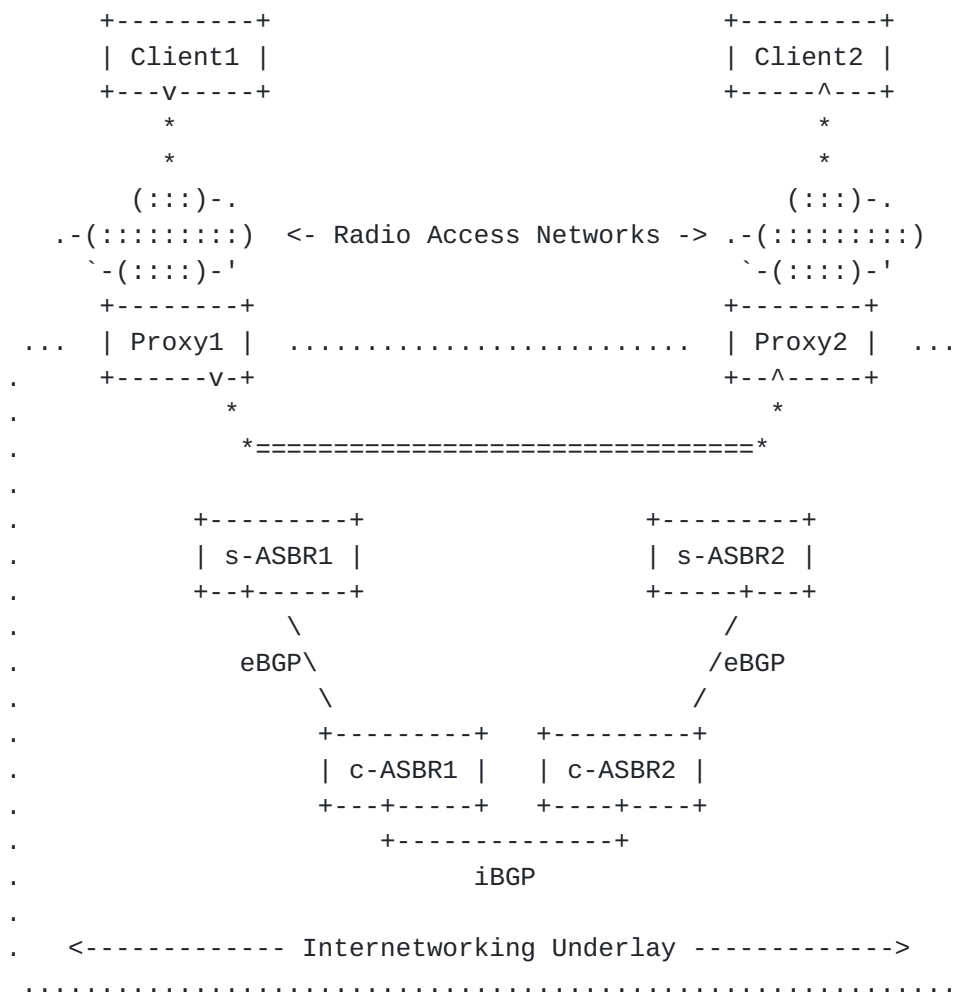 +---------+                             +---------+
| Client1 |                             | Client2 |
+---v-----+                             +-----^---+
*                                         *
*                                         *
(:::)-.                                   (:::)-.
.-(:::::::::)  <- Radio Access Networks -> .-(:::::::::)
`-(::::)-'                                `-(::::)-'
+--------+                              +--------+
...  | Proxy1 |  ..........................  | Proxy2 |  ...
.     +------v-+                              +--^-----+
.             *                                  *
.              *================================*
.
.           +---------+                  +---------+
.           | s-ASBR1 |                  | s-ASBR2 |
.           +--+------+                  +-----+---+
.                 \                           /
.              eBGP\                         /eBGP
.                   \                       /
.                   +---------+   +---------+
.                   | c-ASBR1 |   | c-ASBR2 |
.                   +---+-----+   +----+----+
.                       +--------------+
.                             iBGP
.
.   <------------- Internetworking Underlay ------------->
............................................................